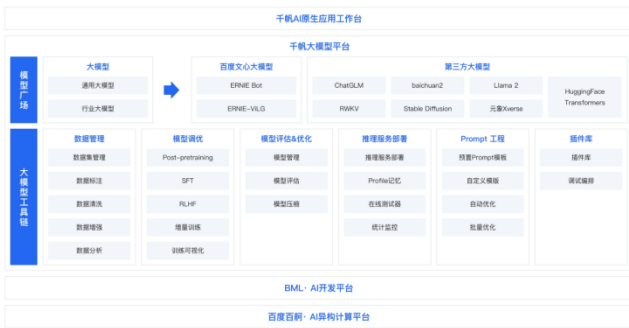 千帆AI原生应用工作台
千帆大模型平台
模型广场
大模型
通用大模型
行业大模型
百度文心大模型
ERNIE Bot
ERNIE-ViLG
第三方大模型
ChatGLM
baichuan2
Llama 2
RWKV
Stable Diffusion
元象Xverse
HuggingFace
Transformers
大模型工具链
数据管理
数据集管理
数据标注
数据清洗
数据增强
数据分析
模型调优
Post-pretraining
SFT
RLHF
增量训练
训练可视化
模型评估&优化
模型管理
模型评估
模型压缩
推理服务部署
推理服务部署
Profile记忆
在线测试器
统计监控
Prompt 工程
预置Prompt模板
自定义模版
自动优化
批量优化
插件库
插件库
调试编排
BML· AI开发平台
百度百舸· AI异构计算平台